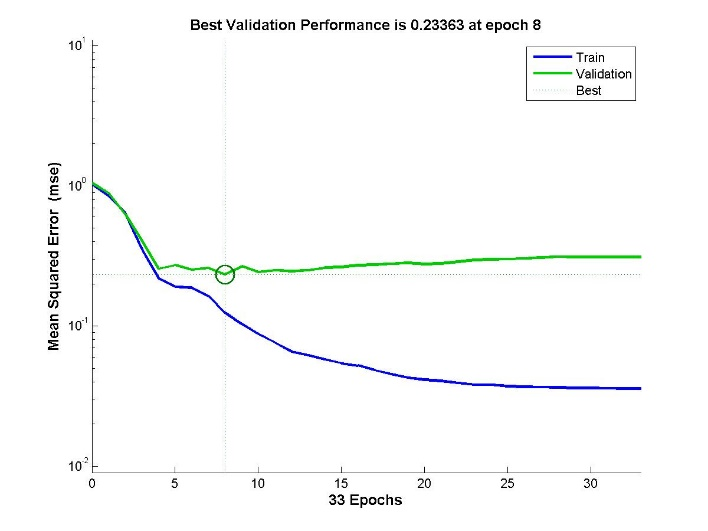 Best Validation Performance is 0.23363 at epoch 8
Train
Validation
Best
Mean Squared Error (mse)
10^1
10^0
10^-1
10^-2
0 5 10 15 20 25 30
33 Epochs